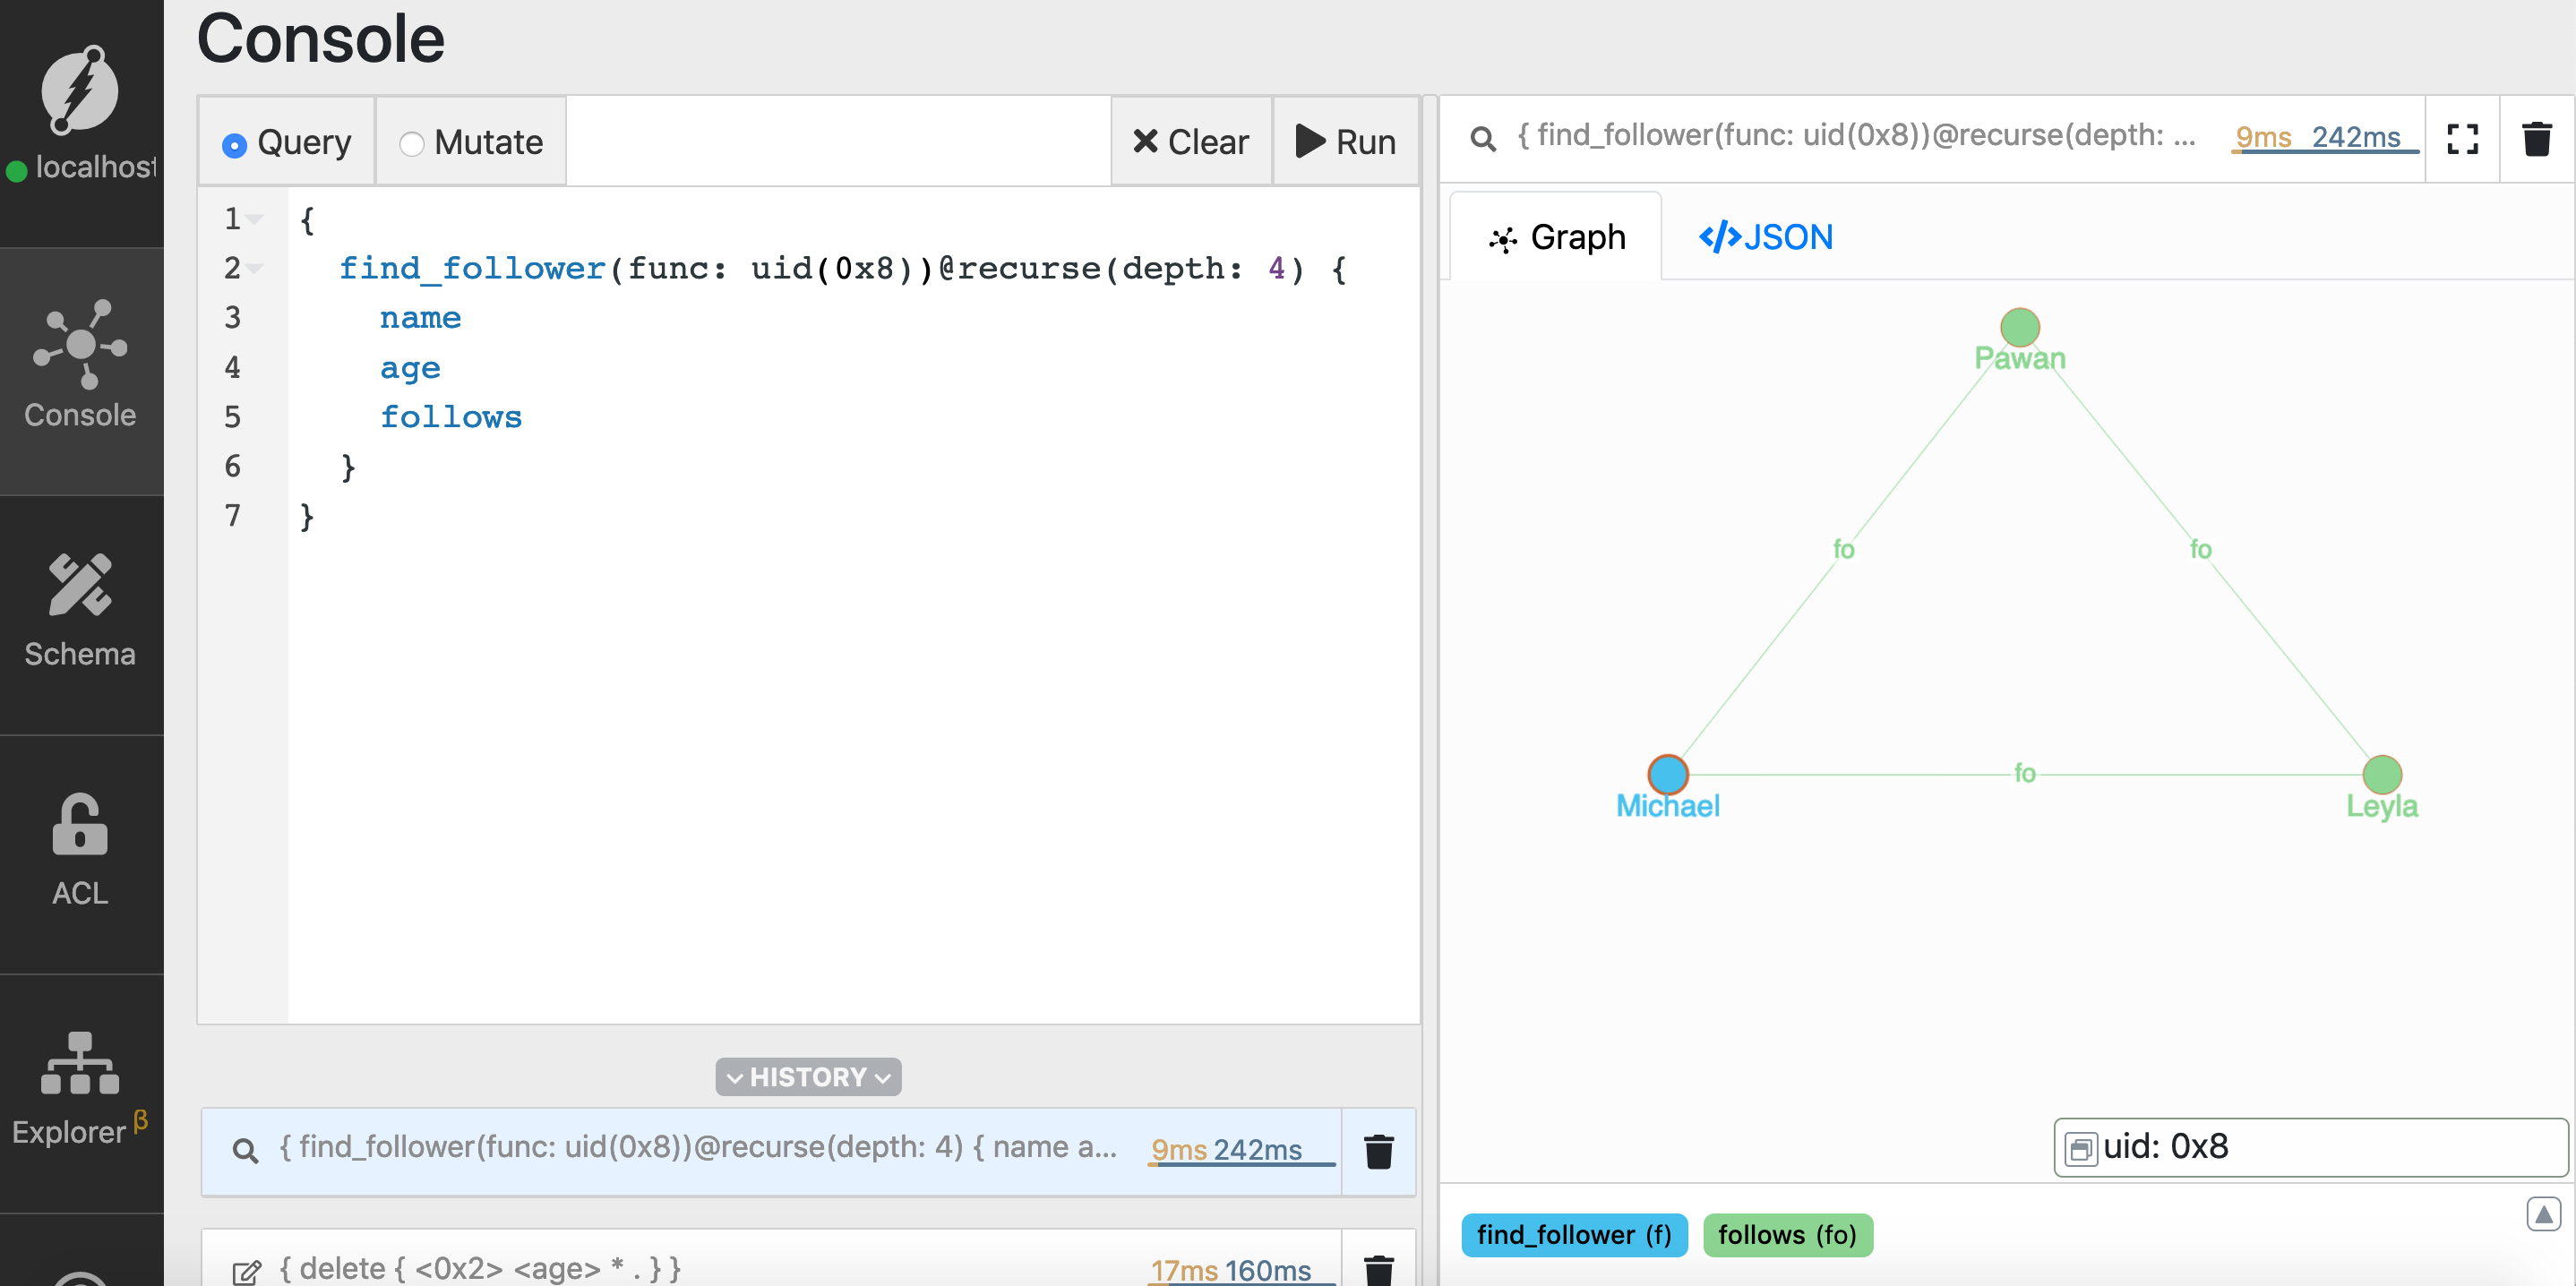 Console
localhost
Console
Schema
ACL
Explorer β
Query
Mutate
Clear
Run
1 {
2 find_follower(func: uid(0x8))@recurse(depth: 4) {
3 name
4 age
5 follows
6 }
7 }
HISTORY
{ find_follower(func: uid(0x8))@recurse(depth: 4) { name a... 9ms 242ms
{ delete { <0x2> <age> * . } } 17ms 160ms
{ find_follower(func: uid(0x8))@recurse(depth: ... 9ms 242ms
Graph
</>JSON
Pawan
fo
fo
Michael
fo
Leyla
uid: 0x8
find_follower (f)
follows (fo)